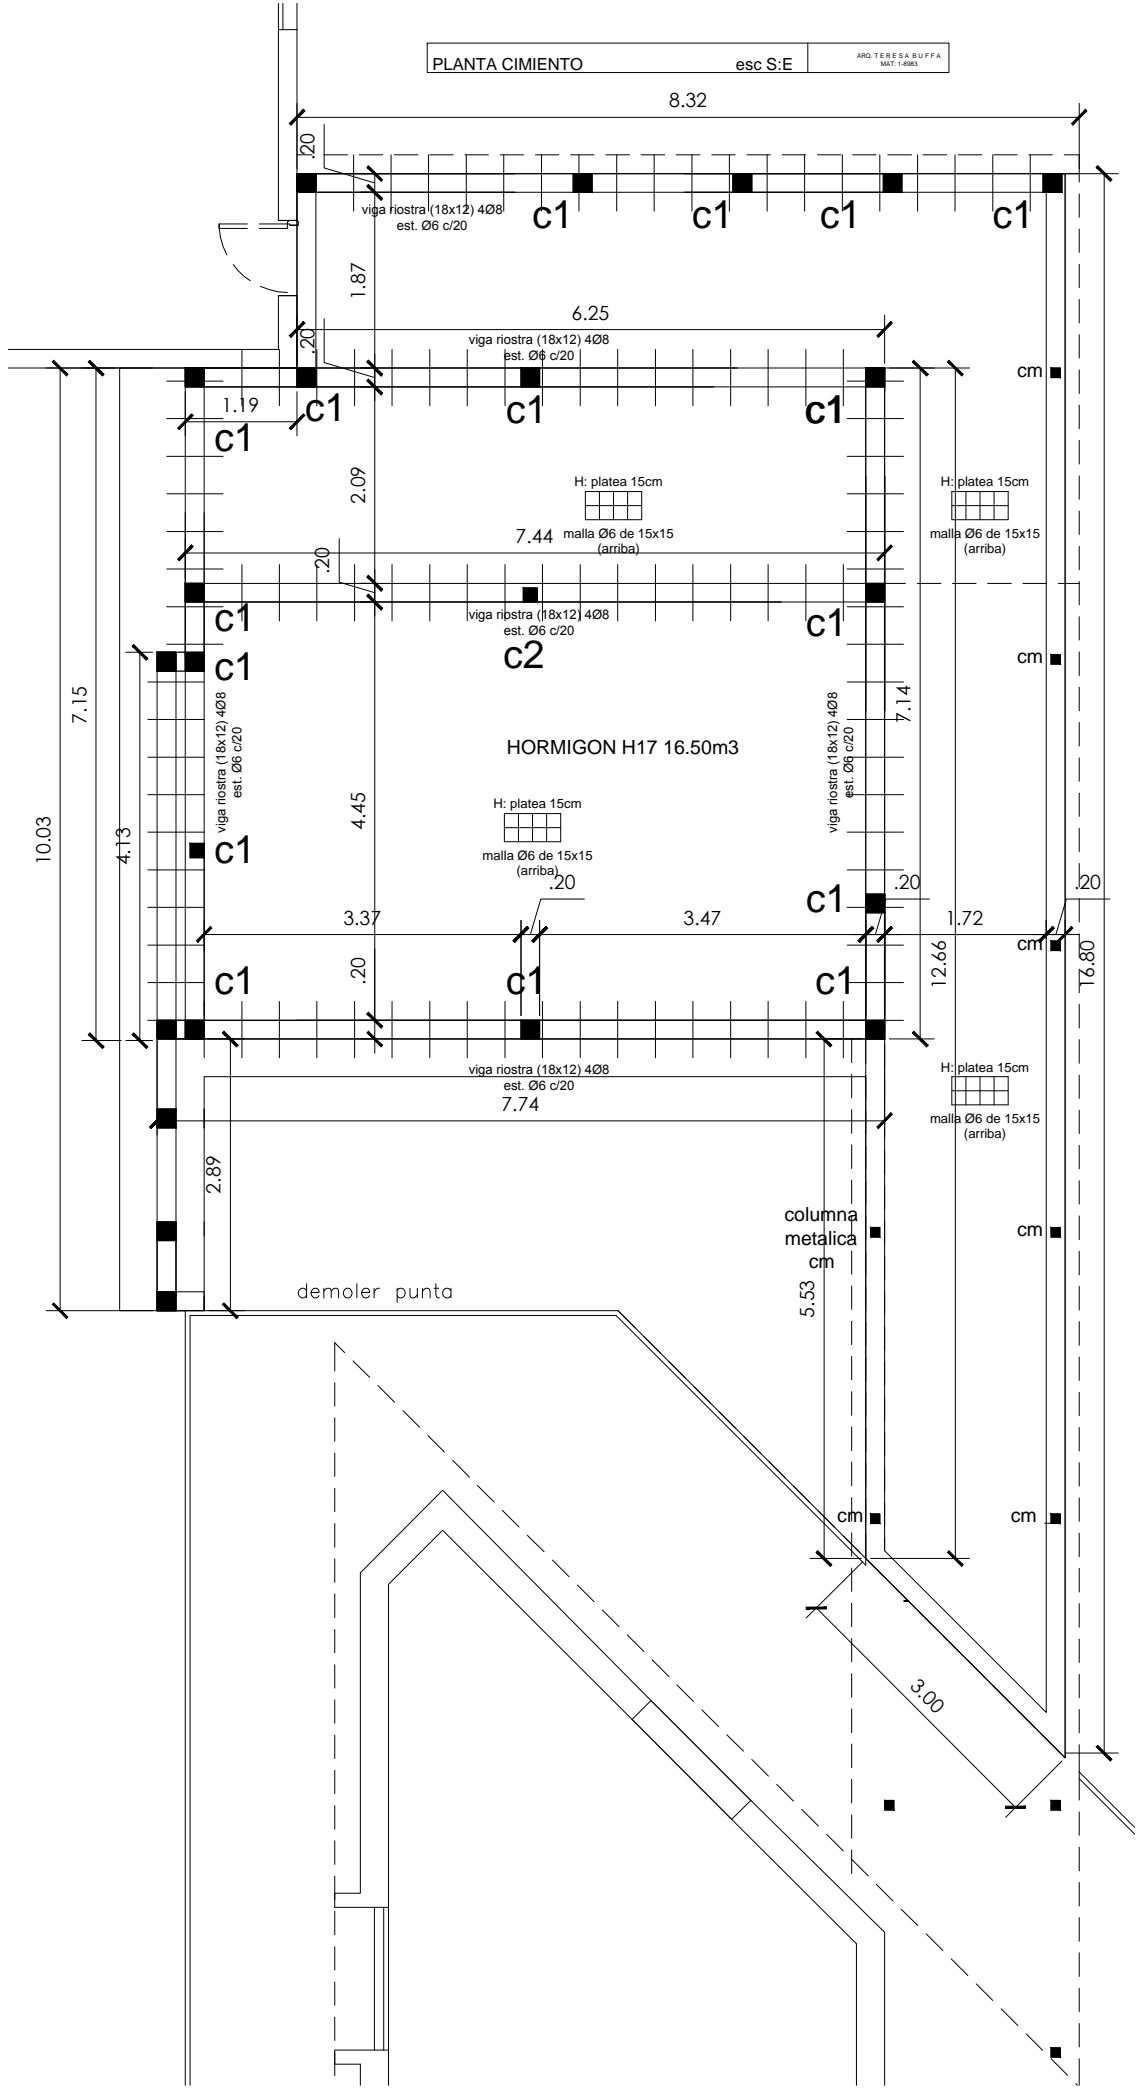 PLANTA CIMIENTO esc S:E
ARQ. TERESA BUFFA
MAT: 1-8983
8.32
.20
viga riostra (18x12) 4Ø8
est. Ø6 c/20
c1 c1 c1 c1
1.87
6.25
.20
viga riostra (18x12) 4Ø8
est. Ø6 c/20
cm
1.19
c1 c1 c1
c1
2.09
H: platea 15cm
malla Ø6 de 15x15
(arriba)
H: platea 15cm
malla Ø6 de 15x15
(arriba)
7.44
.20
c1
viga riostra (18x12) 4Ø8
est. Ø6 c/20
c1
c2
c1
cm
7.15
7.14
viga riostra (18x12) 4Ø8
est. Ø6 c/20
viga riostra (18x12) 4Ø8
est. Ø6 c/20
HORMIGON H17 16.50m3
10.03
4.13
4.45
H: platea 15cm
malla Ø6 de 15x15
(arriba)
c1
.20
.20
.20
c1
3.37
3.47
1.72
cm
12.66
16.80
.20
c1 c1 c1
viga riostra (18x12) 4Ø8
est. Ø6 c/20
7.74
H: platea 15cm
malla Ø6 de 15x15
(arriba)
2.89
columna
metalica
cm
cm
5.53
demoler punta
cm
cm
3.00